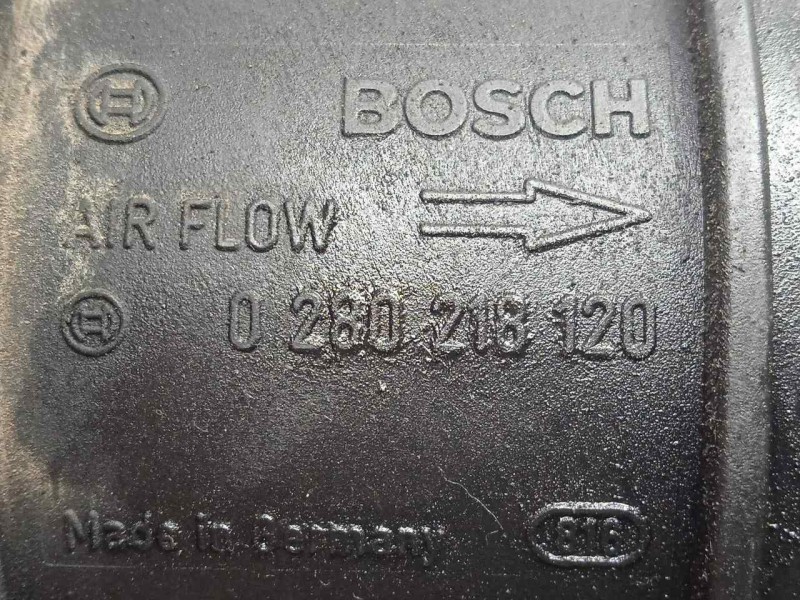 BOSCH
AIR FLOW
0 280 218 120
Made in Germany 816